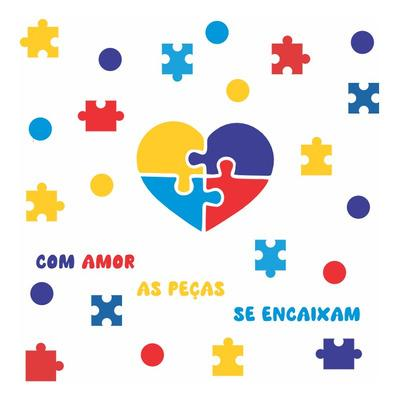 COM AMOR
AS PEÇAS
SE ENCAIXAM